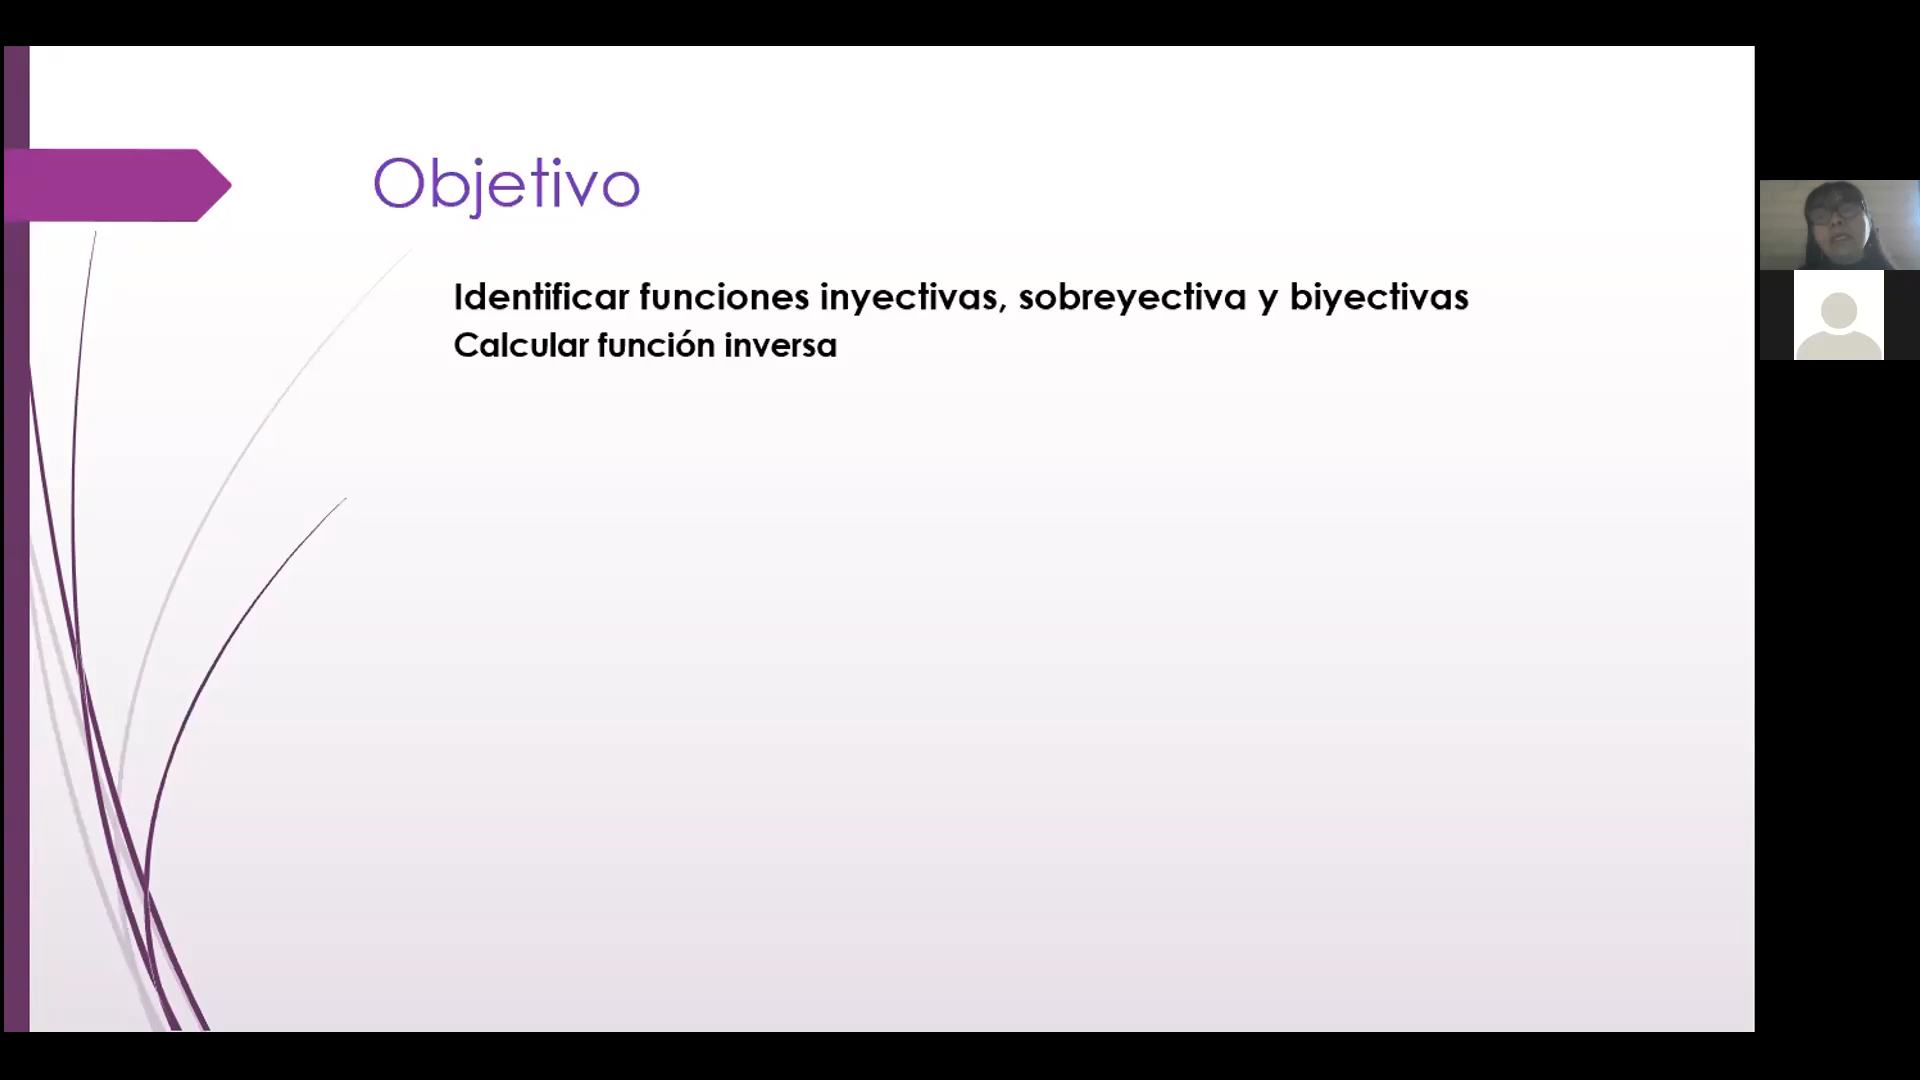 Objetivo
Identificar funciones inyectivas, sobreyectiva y biyectivas
Calcular función inversa